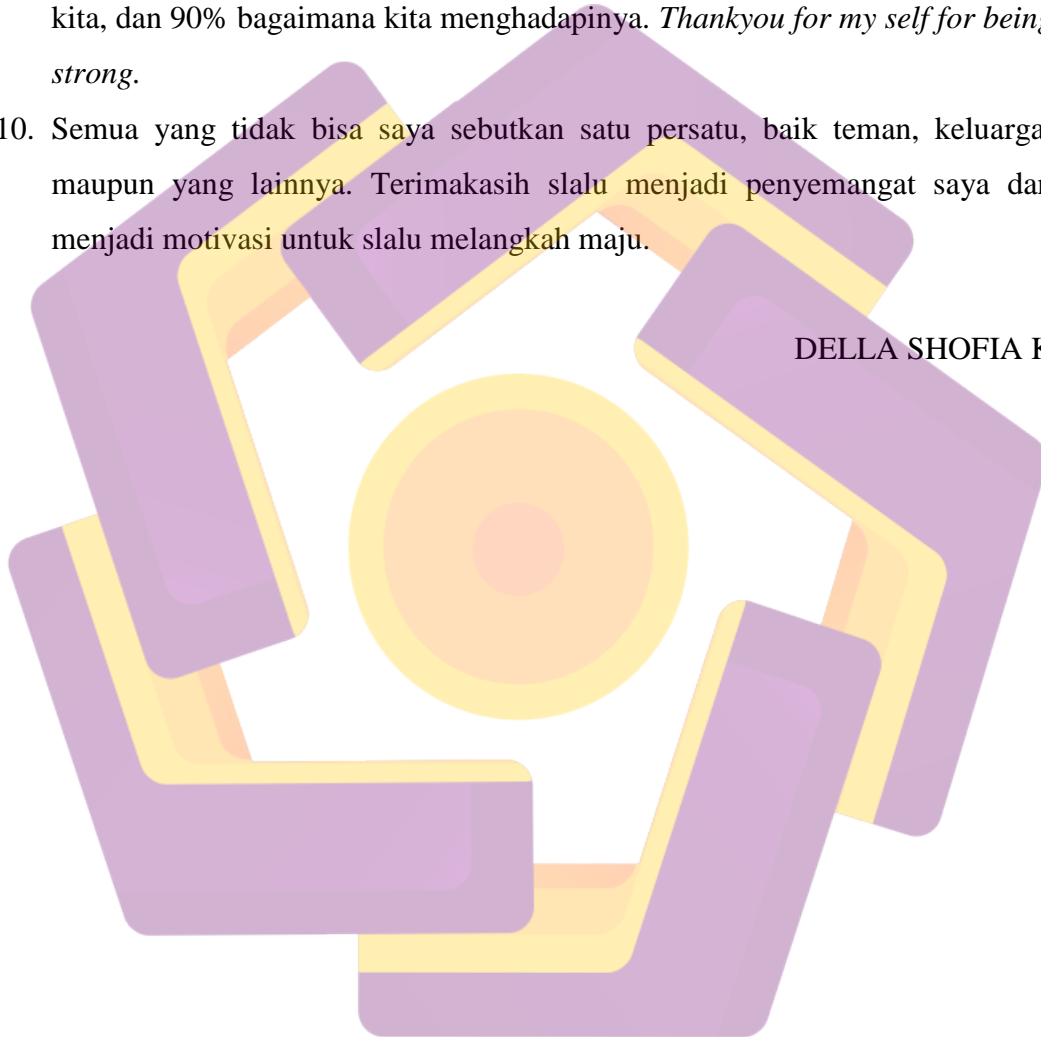 kita, dan 90% bagaimana kita menghadapinya. Thankyou for my self for being
strong.
10. Semua yang tidak bisa saya sebutkan satu persatu, baik teman, keluarga
maupun yang lainnya. Terimakasih slalu menjadi penyemangat saya dan
menjadi motivasi untuk slalu melangkah maju.
DELLA SHOFIA K